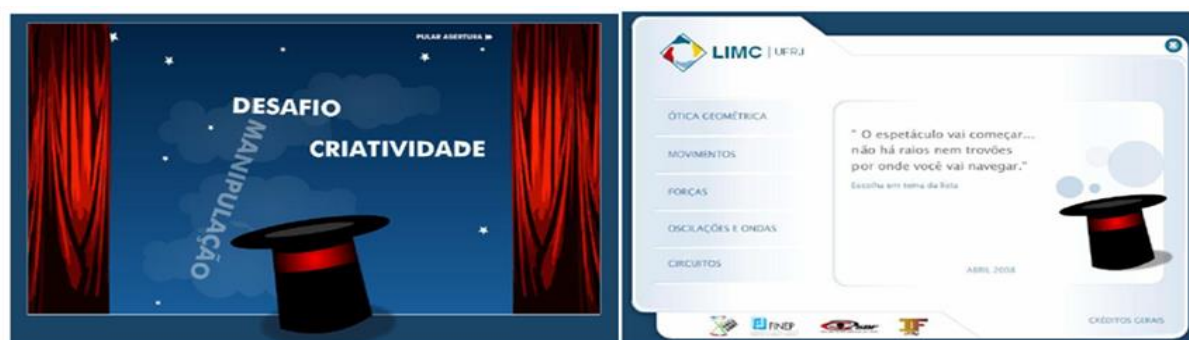 PULAR ABERTURA
DESAFIO
MANIPULAÇÃO
CRIATIVIDADE
LIMC | UFRJ
ÓTICA GEOMÉTRICA
MOVIMENTOS
FORÇAS
OSCILAÇÕES E ONDAS
CIRCUITOS
" O espetáculo vai começar...
não há raios nem trovões
por onde você vai navegar."
Escolha um tema da lista
ABRIL 2008
FINEP
CRÉDITOS GERAIS